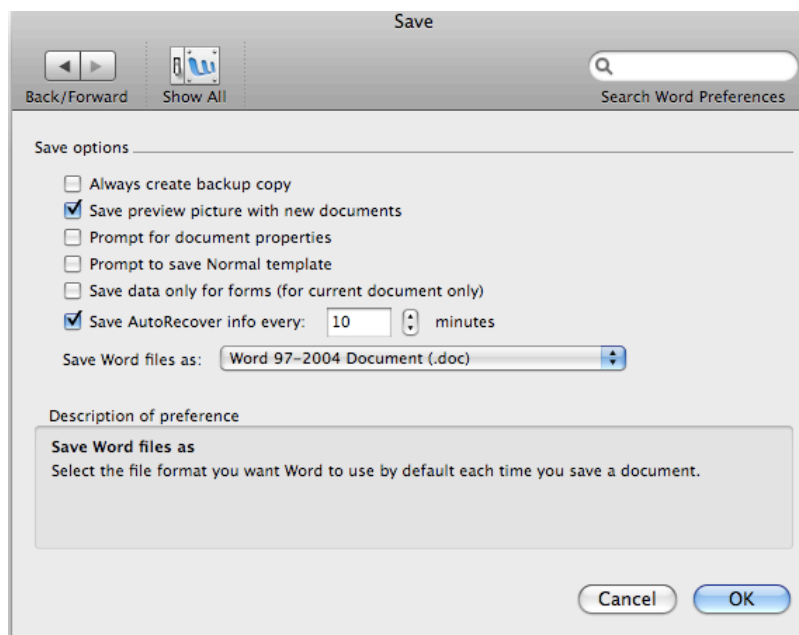 Save
Back/Forward
Show All
Search Word Preferences
Save options
Always create backup copy
Save preview picture with new documents
Prompt for document properties
Prompt to save Normal template
Save data only for forms (for current document only)
Save AutoRecover info every: 10 minutes
Save Word files as: Word 97-2004 Document (.doc)
Description of preference
Save Word files as
Select the file format you want Word to use by default each time you save a document.
Cancel OK